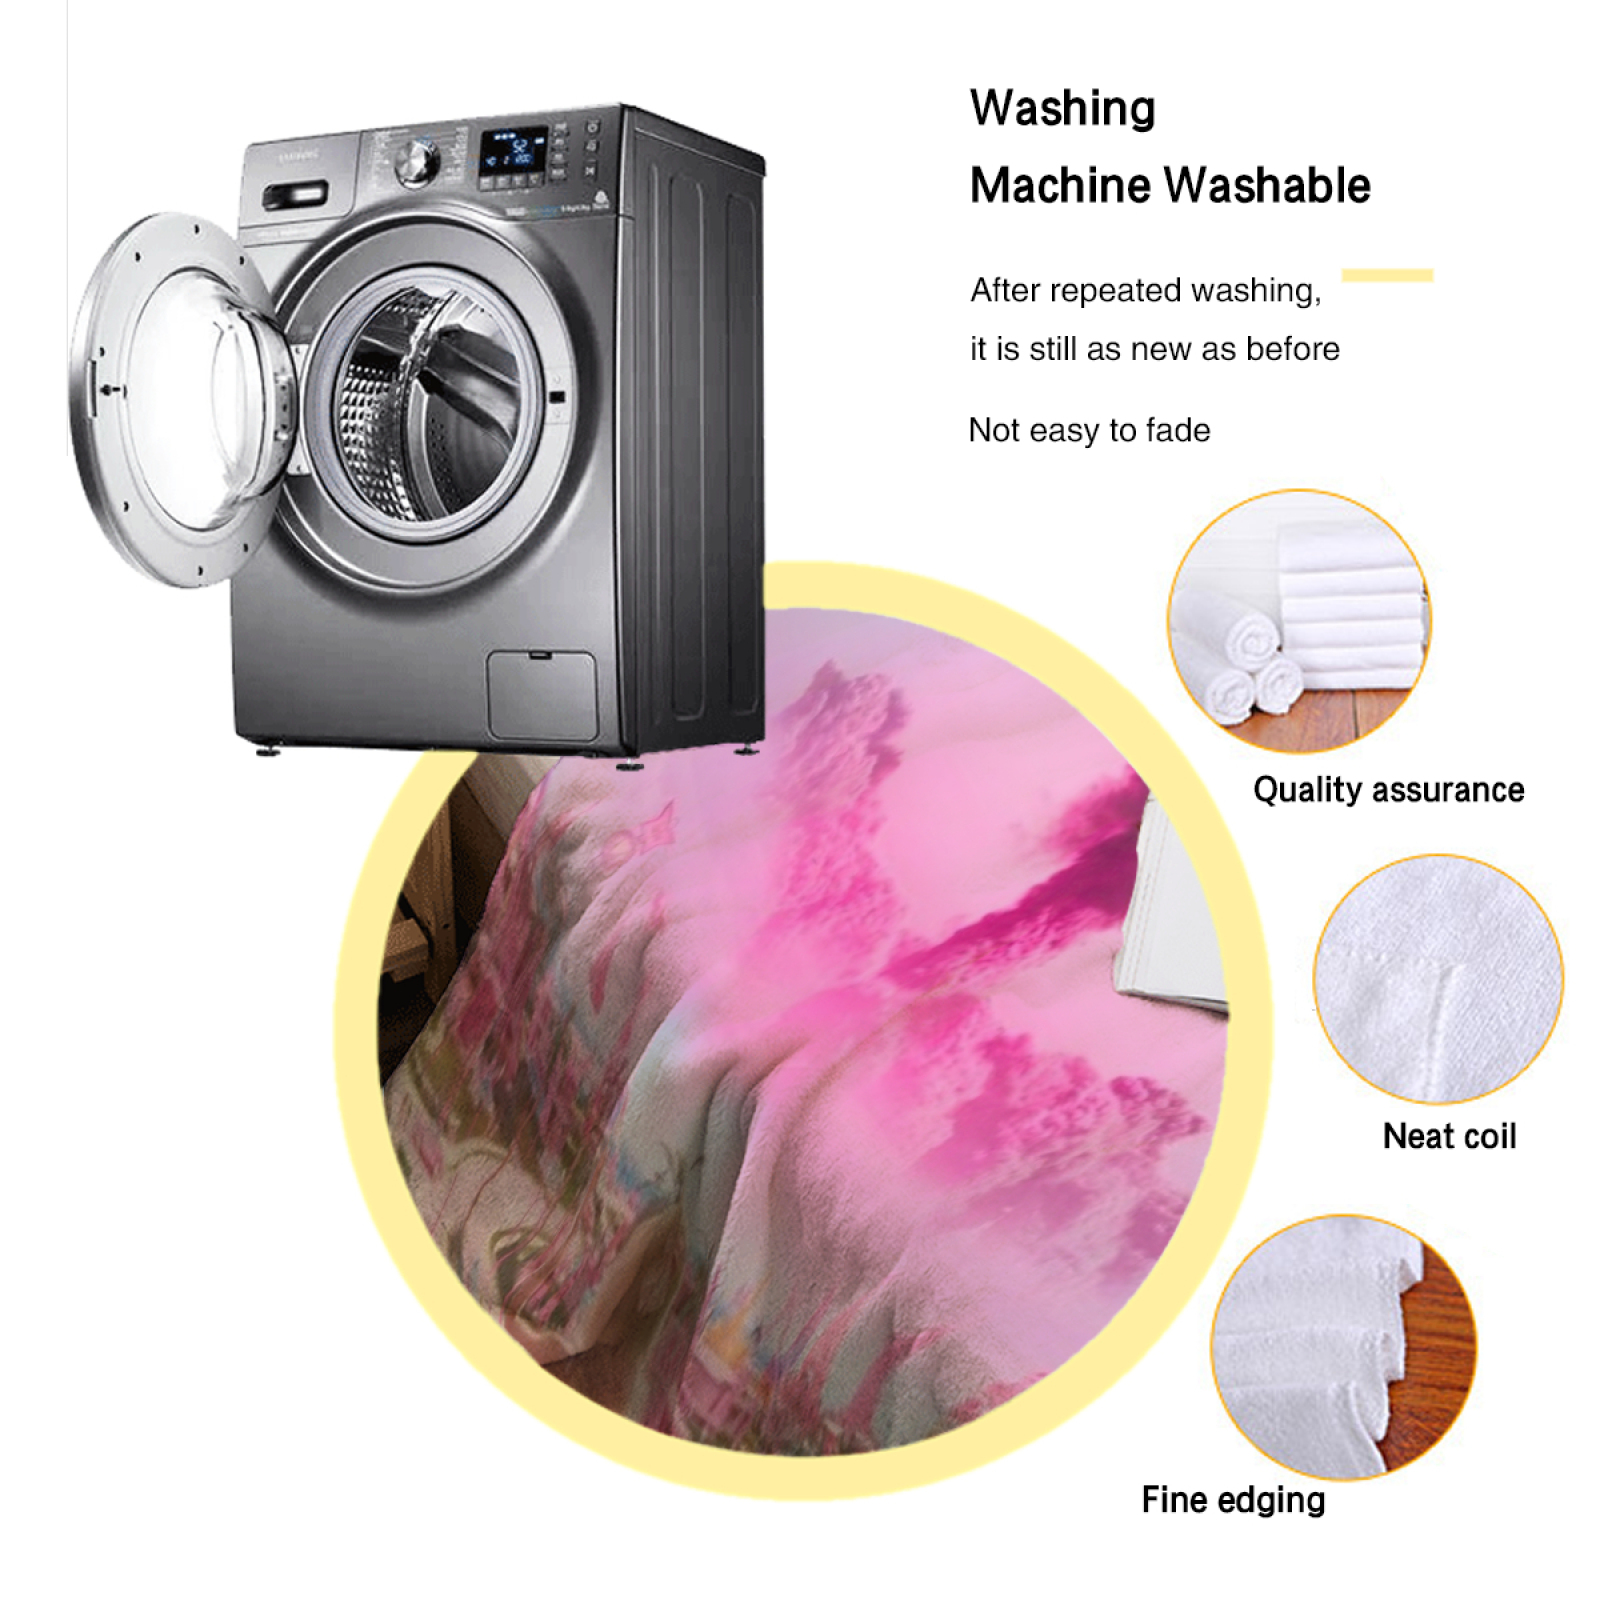 Washing
Machine Washable
After repeated washing,
it is still as new as before
Not easy to fade
Quality assurance
Neat coil
Fine edging